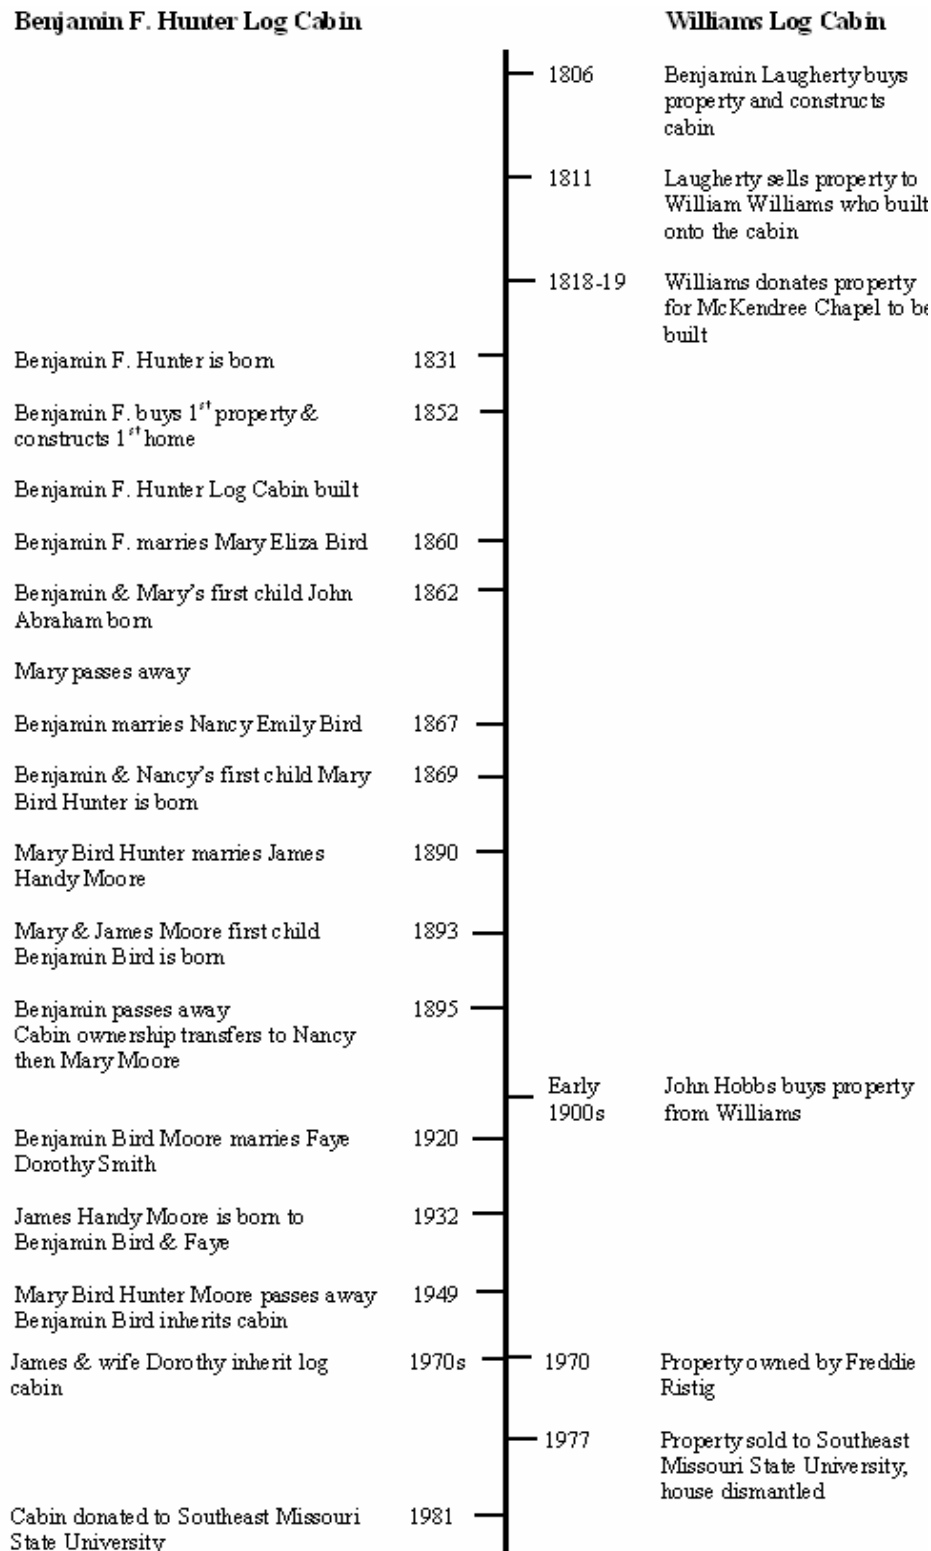 Benjamin F. Hunter Log Cabin
Williams Log Cabin
1806
Benjamin Laugherty buys
property and constructs
cabin
1811
Laugherty sells property to
William Williams who built
onto the cabin
1818-19
Williams donates property
for McKendree Chapel to be
built
Benjamin F. Hunter is born
1831
Benjamin F. buys 1st property &
constructs 1st home
1852
Benjamin F. Hunter Log Cabin built
Benjamin F. marries Mary Eliza Bird
1860
Benjamin & Mary's first child John
Abraham born
1862
Mary passes away
Benjamin marries Nancy Emily Bird
1867
Benjamin & Nancy's first child Mary
Bird Hunter is born
1869
Mary Bird Hunter marries James
Handy Moore
1890
Mary & James Moore first child
Benjamin Bird is born
1893
Benjamin passes away
Cabin ownership transfers to Nancy
then Mary Moore
1895
Early
1900s
John Hobbs buys property
from Williams
Benjamin Bird Moore marries Faye
Dorothy Smith
1920
James Handy Moore is born to
Benjamin Bird & Faye
1932
Mary Bird Hunter Moore passes away
Benjamin Bird inherits cabin
1949
James & wife Dorothy inherit log
cabin
1970s
1970
Property owned by Freddie
Ristig
1977
Property sold to Southeast
Missouri State University,
house dismantled
Cabin donated to Southeast Missouri
State University
1981